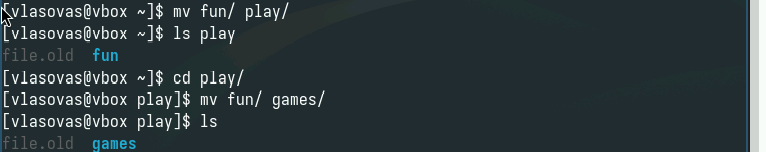 [vlasovas@vbox ~]$ mv fun/ play/
[vlasovas@vbox ~]$ ls play
file.old  fun
[vlasovas@vbox ~]$ cd play/
[vlasovas@vbox play]$ mv fun/ games/
[vlasovas@vbox play]$ ls
file.old  games